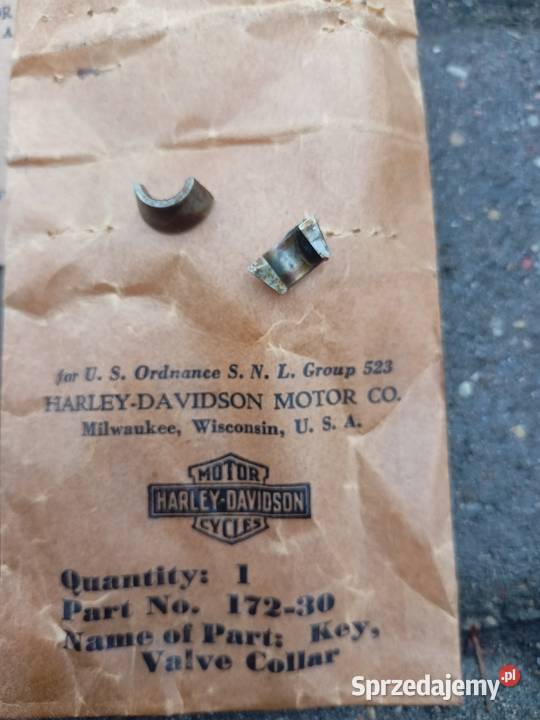 for U. S. Ordnance S. N. L. Group 523
HARLEY-DAVIDSON MOTOR CO.
Milwaukee, Wisconsin, U. S. A.
MOTOR
HARLEY-DAVIDSON
CYCLES
Quantity: 1
Part No. 172-30
Name of Part: Key,
Valve Collar
Sprzedajemy.pl